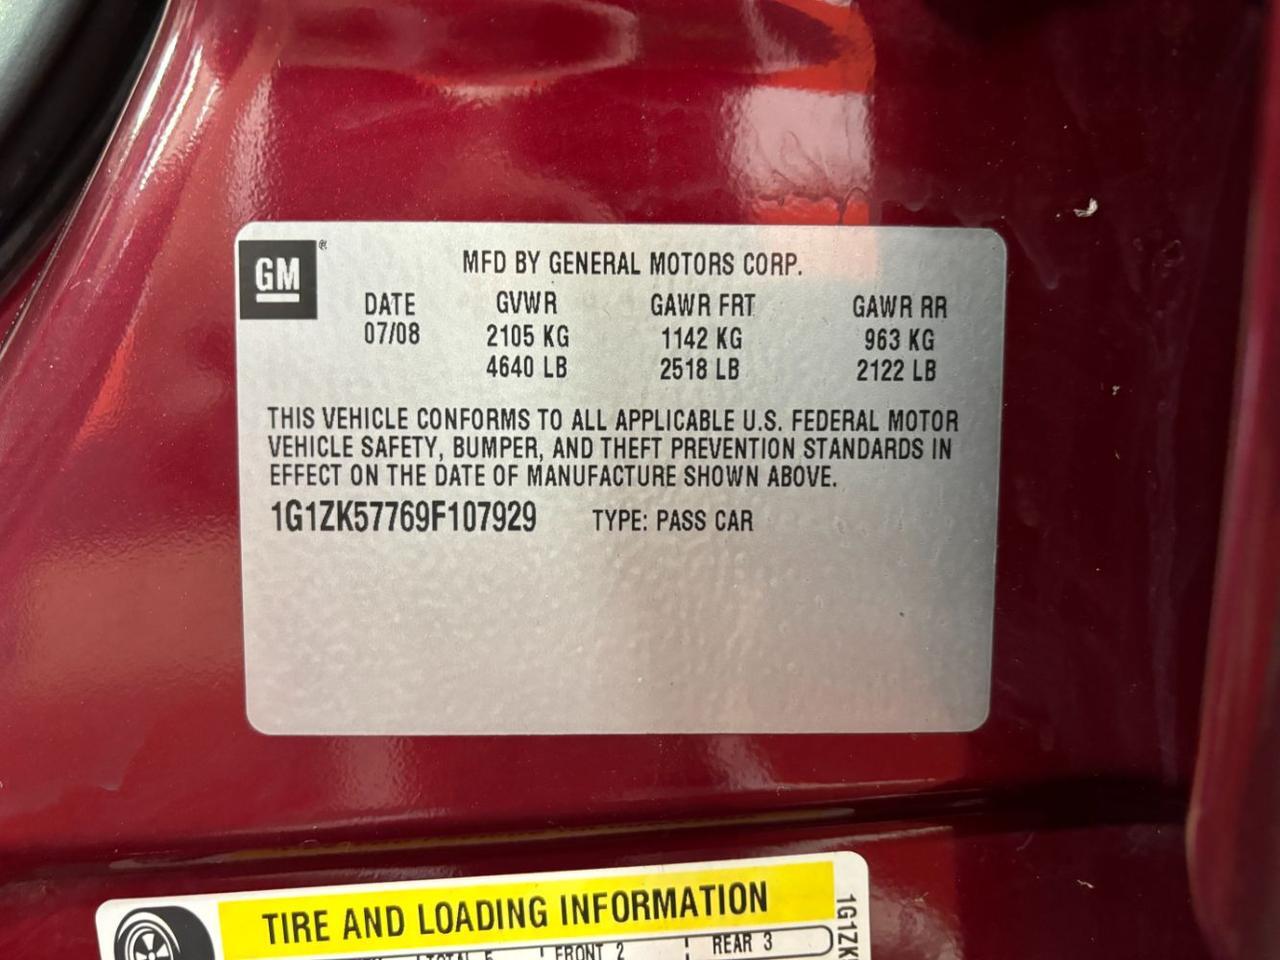 GM®
MFD BY GENERAL MOTORS CORP.
DATE GVWR GAWR FRT GAWR RR
07/08 2105 KG 1142 KG 963 KG
4640 LB 2518 LB 2122 LB
THIS VEHICLE CONFORMS TO ALL APPLICABLE U.S. FEDERAL MOTOR
VEHICLE SAFETY, BUMPER, AND THEFT PREVENTION STANDARDS IN
EFFECT ON THE DATE OF MANUFACTURE SHOWN ABOVE.
1G1ZK57769F107929 TYPE: PASS CAR
TIRE AND LOADING INFORMATION
TOTAL 5 FRONT 2 REAR 3
1G1ZK